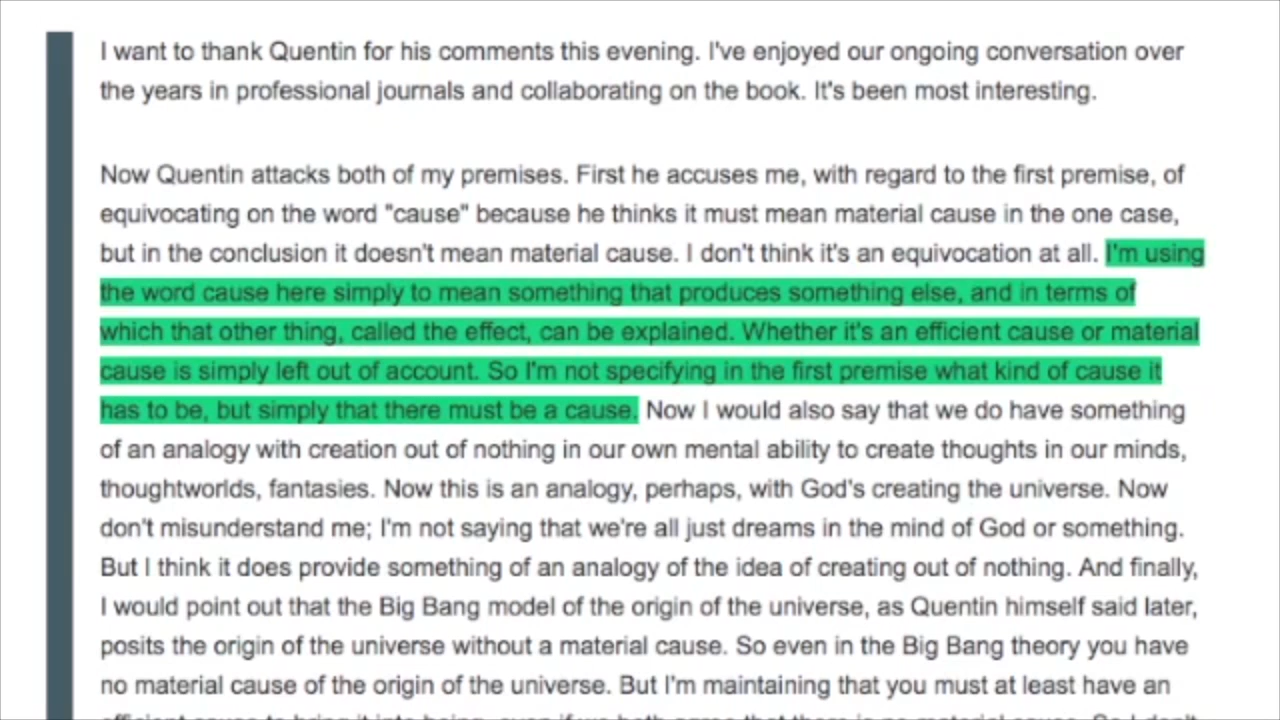 I want to thank Quentin for his comments this evening. I've enjoyed our ongoing conversation over
the years in professional journals and collaborating on the book. It's been most interesting.
Now Quentin attacks both of my premises. First he accuses me, with regard to the first premise, of
equivocating on the word "cause" because he thinks it must mean material cause in the one case,
but in the conclusion it doesn't mean material cause. I don't think it's an equivocation at all. I'm using
the word cause here simply to mean something that produces something else, and in terms of
which that other thing, called the effect, can be explained. Whether it's an efficient cause or material
cause is simply left out of account. So I'm not specifying in the first premise what kind of cause it
has to be, but simply that there must be a cause. Now I would also say that we do have something
of an analogy with creation out of nothing in our own mental ability to create thoughts in our minds,
thoughtworlds, fantasies. Now this is an analogy, perhaps, with God's creating the universe. Now
don't misunderstand me; I'm not saying that we're all just dreams in the mind of God or something.
But I think it does provide something of an analogy of the idea of creating out of nothing. And finally,
I would point out that the Big Bang model of the origin of the universe, as Quentin himself said later,
posits the origin of the universe without a material cause. So even in the Big Bang theory you have
no material cause of the origin of the universe. But I'm maintaining that you must at least have an